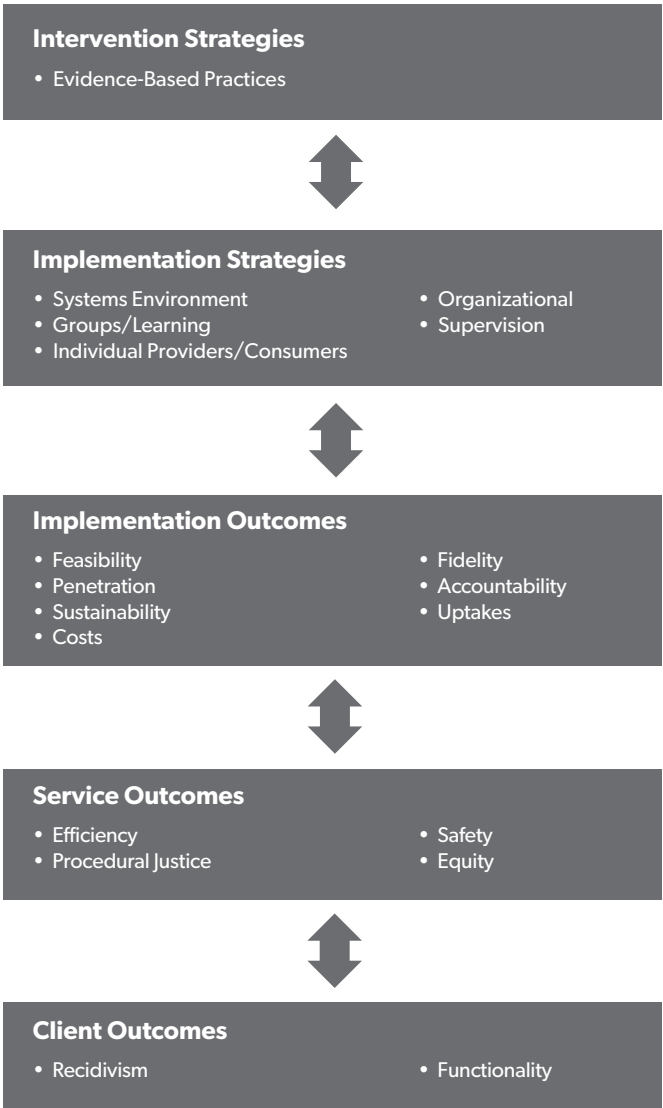 Intervention Strategies
• Evidence-Based Practices
Implementation Strategies
• Systems Environment
• Groups/Learning
• Individual Providers/Consumers
• Organizational
• Supervision
Implementation Outcomes
• Feasibility
• Penetration
• Sustainability
• Costs
• Fidelity
• Accountability
• Uptakes
Service Outcomes
• Efficiency
• Procedural Justice
• Safety
• Equity
Client Outcomes
• Recidivism
• Functionality